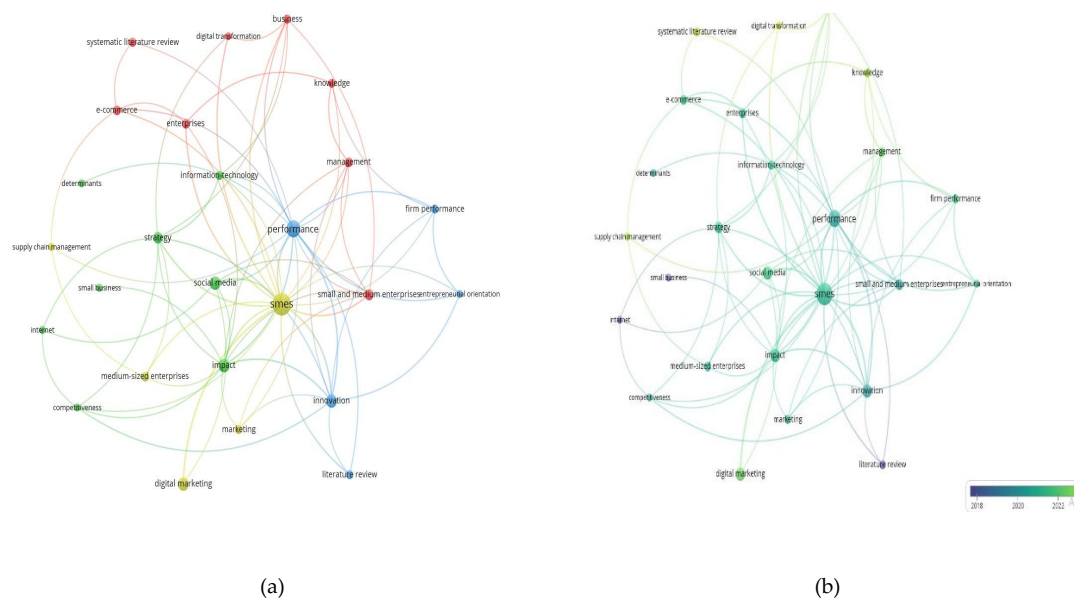 business
digital transformation
systematic literature review
knowledge
e-commerce
enterprises
management
information technology
determinants
firm performance
performance
strategy
supply chain management
social media
small business
smes
small and medium enterprises
entrepreneurial orientation
internet
impact
medium-sized enterprises
innovation
competitiveness
marketing
literature review
digital marketing
(a)
digital transformation
systematic literature review
knowledge
e-commerce
enterprises
management
information technology
determinants
firm performance
performance
strategy
supply chain management
social media
small business
smes
small and medium enterprises
entrepreneurial orientation
internet
impact
medium-sized enterprises
innovation
competitiveness
marketing
literature review
digital marketing
2018 2020 2022
(b)